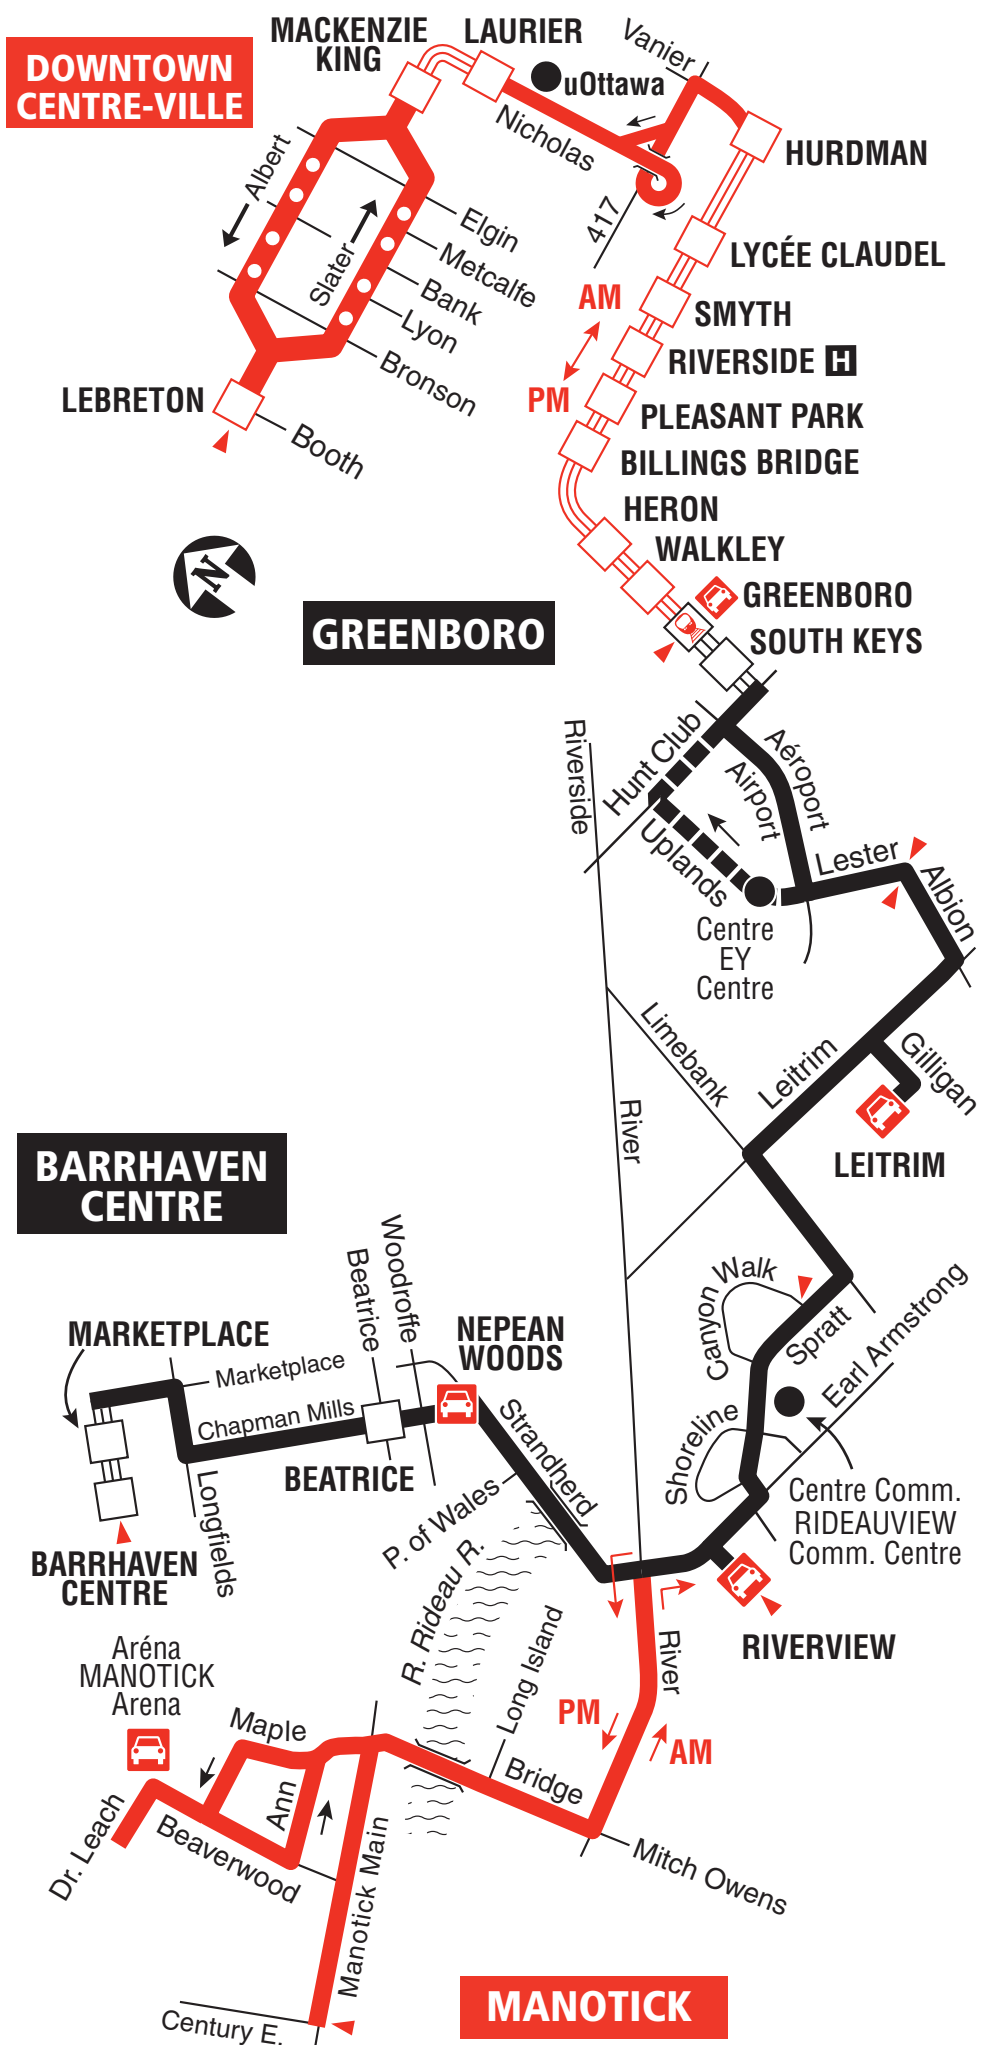 DOWNTOWN
CENTRE-VILLE
MACKENZIE
KING
LAURIER
uOttawa
Vanier
Nicholas
417
HURDMAN
LYCÉE CLAUDEL
SMYTH
RIVERSIDE H
PLEASANT PARK
BILLINGS BRIDGE
HERON
WALKLEY
GREENBORO
SOUTH KEYS
AM
PM
Albert
Slater
Elgin
Metcalfe
Bank
Lyon
Bronson
LEBRETON
Booth
N
GREENBORO
Riverside
Hunt Club
Aéroport
Airport
Uplands
Lester
Albion
Centre
EY
Centre
Limebank
Leitrim
Gilligan
LEITRIM
River
BARRHAVEN
CENTRE
Woodroffe
Beatrice
MARKETPLACE
Marketplace
Chapman Mills
NEPEAN
WOODS
Strandherd
BEATRICE
Longfields
BARRHAVEN
CENTRE
P. of Wales
R. Rideau R.
Canyon Walk
Spratt
Earl Armstrong
Shoreline
Centre Comm.
RIDEAUVIEW
Comm. Centre
RIVERVIEW
River
PM
AM
Long Island
Bridge
Mitch Owens
Aréna
MANOTICK
Arena
Maple
Ann
Dr. Leach
Beaverwood
Manotick Main
Century E.
MANOTICK